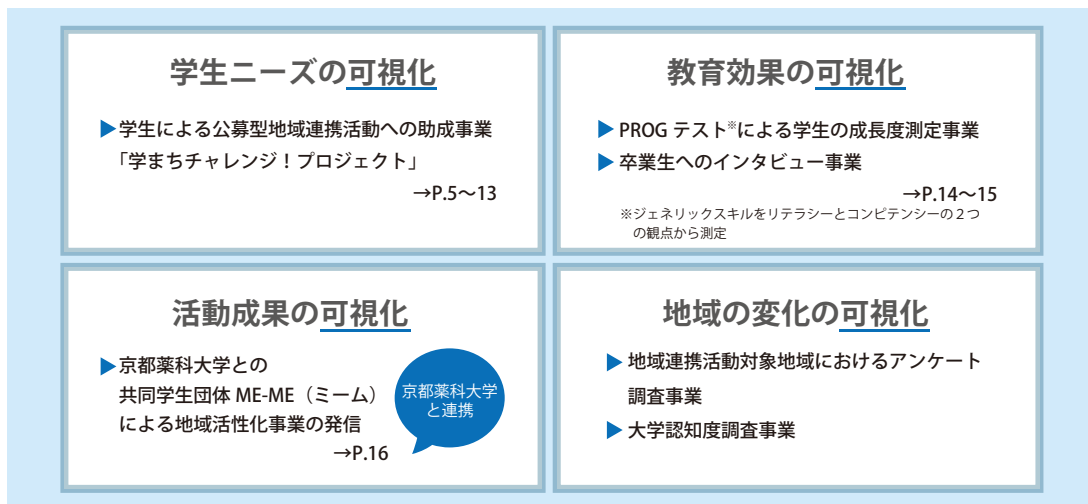 学生ニーズの可視化
▶学生による公募型地域連携活動への助成事業
「学まちチャレンジ！プロジェクト」
→P.5〜13
教育効果の可視化
▶ PROG テスト※による学生の成長度測定事業
▶ 卒業生へのインタビュー事業
→P.14〜15
※ジェネリックスキルをリテラシーとコンピテンシーの２つ
の観点から測定
活動成果の可視化
▶京都薬科大学との
共同学生団体 ME-ME（ミーム）
による地域活性化事業の発信
→P.16
京都薬科大学
と連携
地域の変化の可視化
▶ 地域連携活動対象地域におけるアンケート
調査事業
▶ 大学認知度調査事業